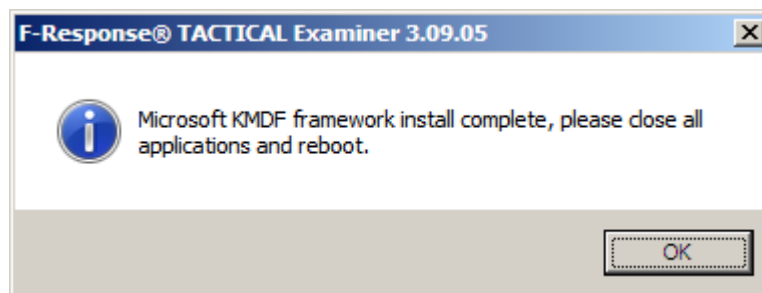 F-Response® TACTICAL Examiner 3.09.05
Microsoft KMDF framework install complete, please close all
applications and reboot.
OK